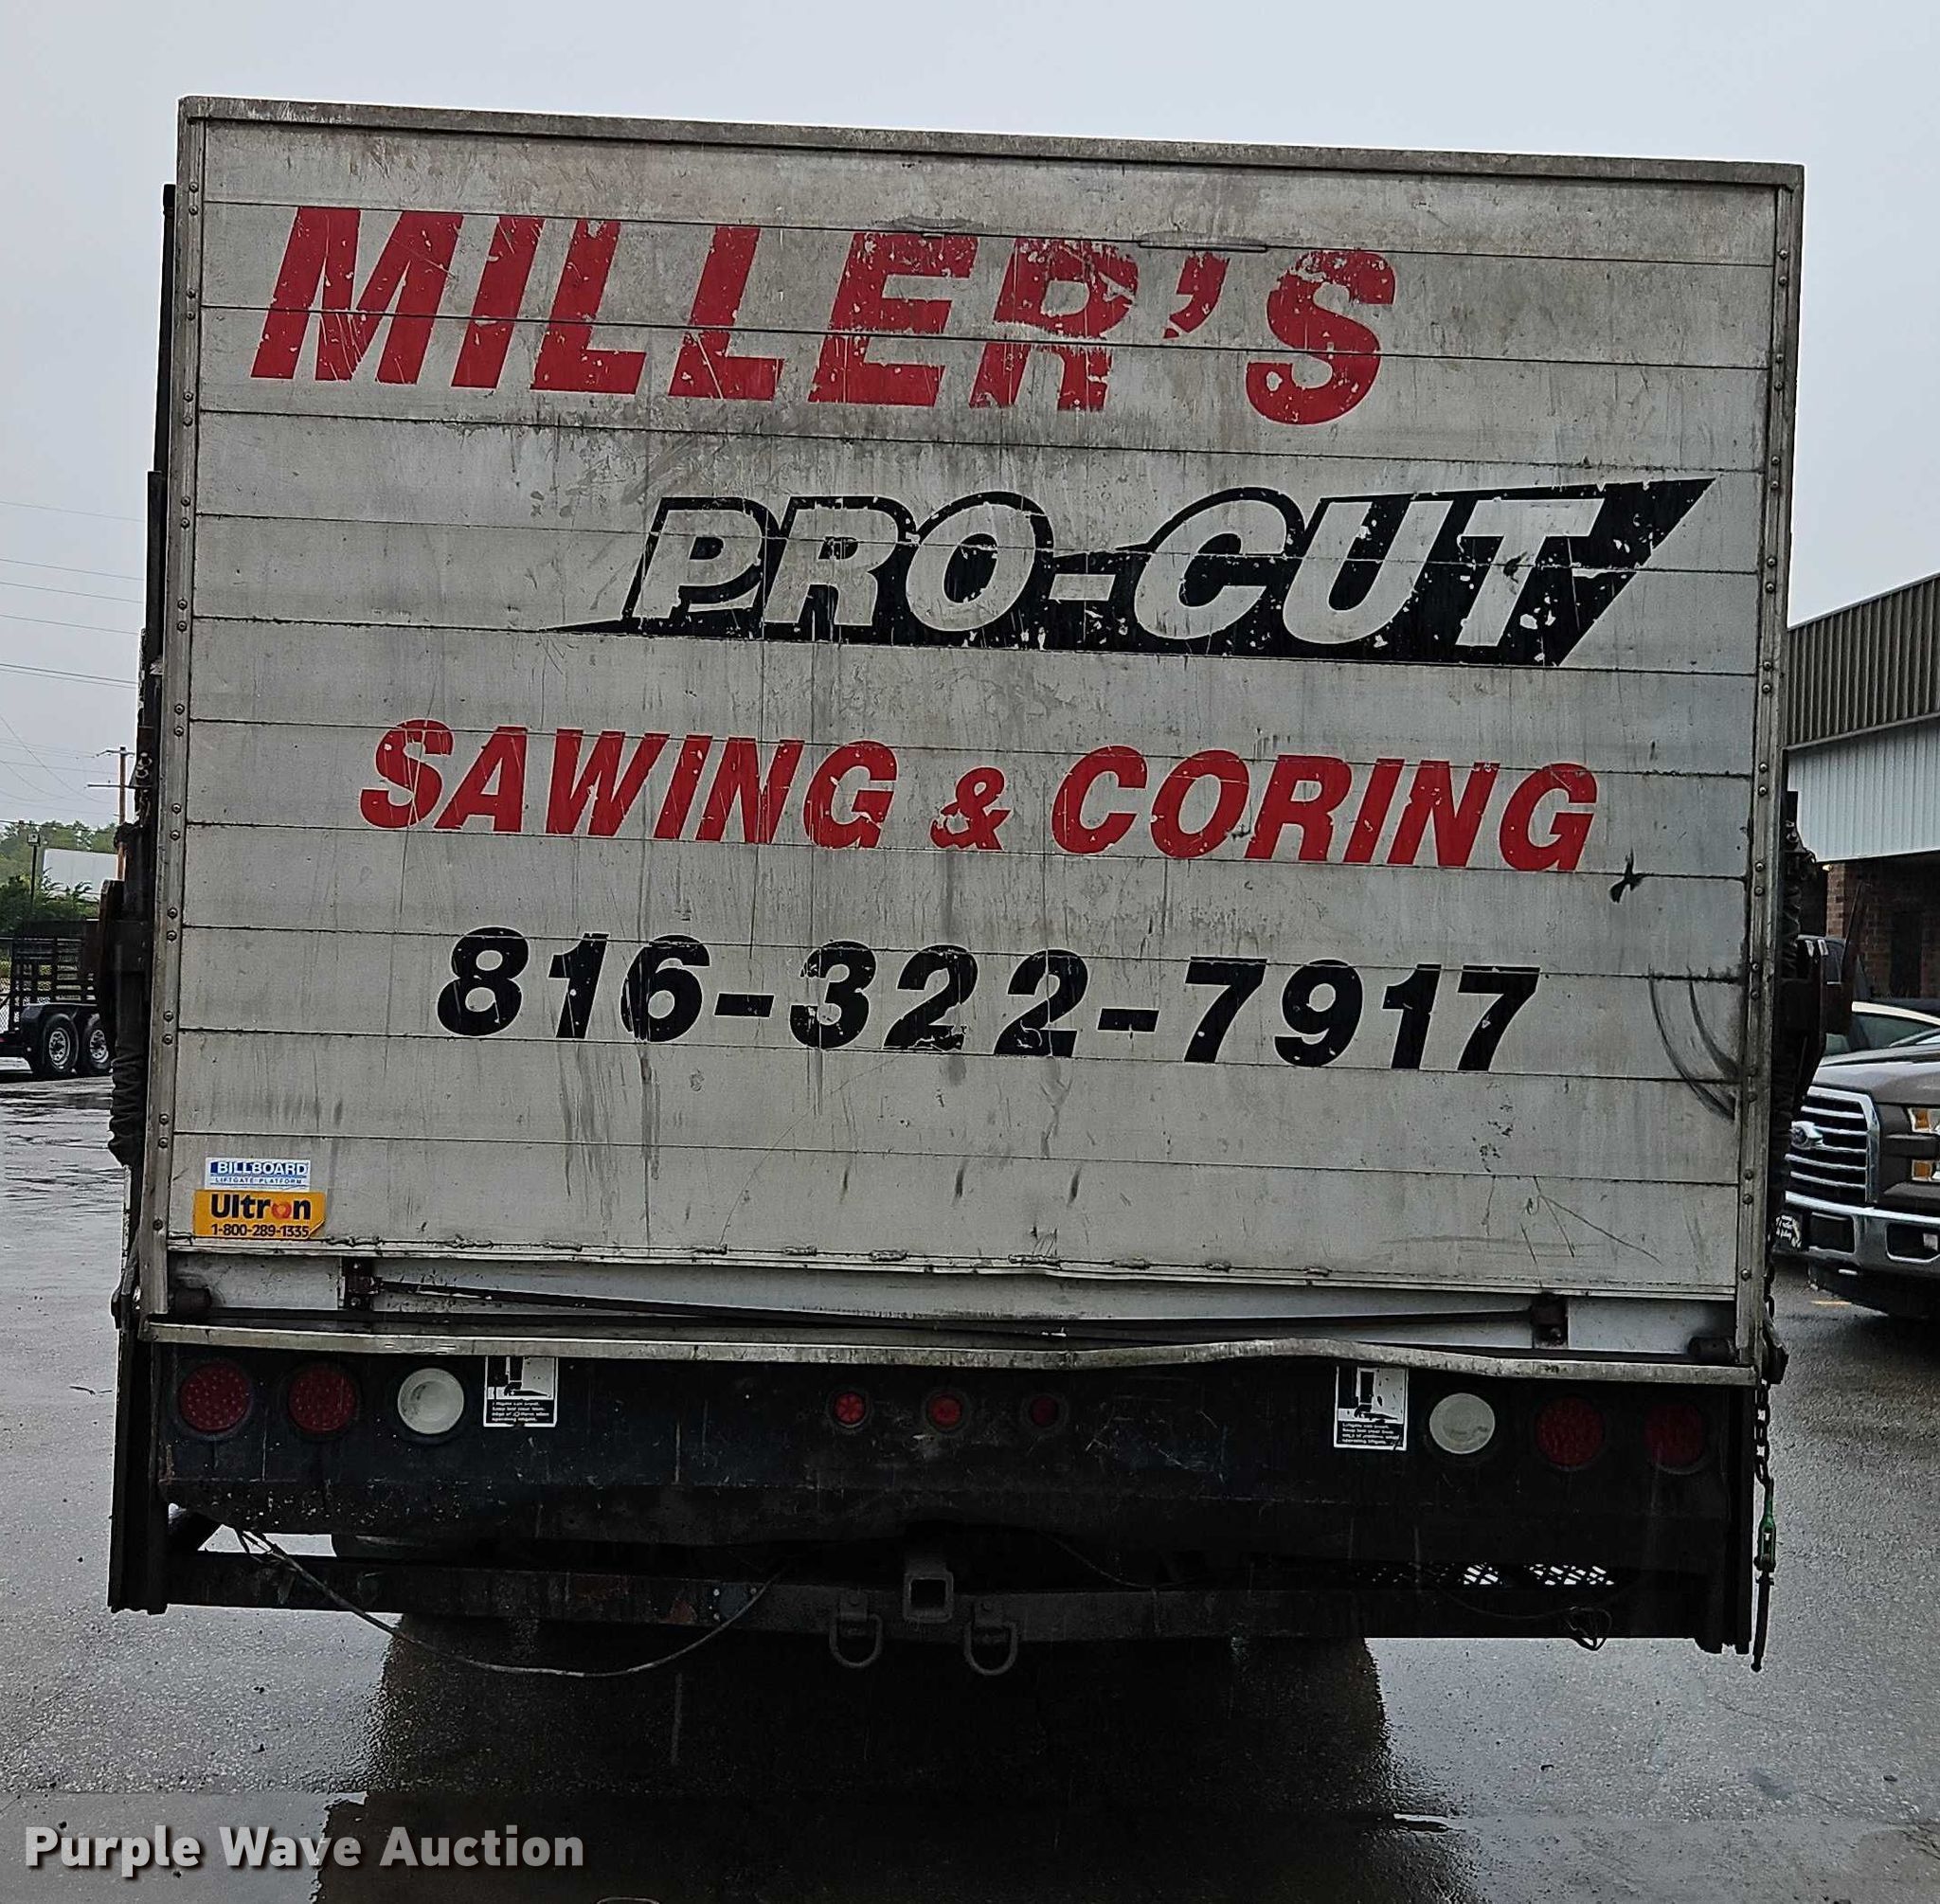 MILLER'S
PRO-CUT
SAWING & CORING
816-322-7917
BILLBOARD
LIFTGATE PLATFORM
Ultron
1-800-289-1335
Purple Wave Auction